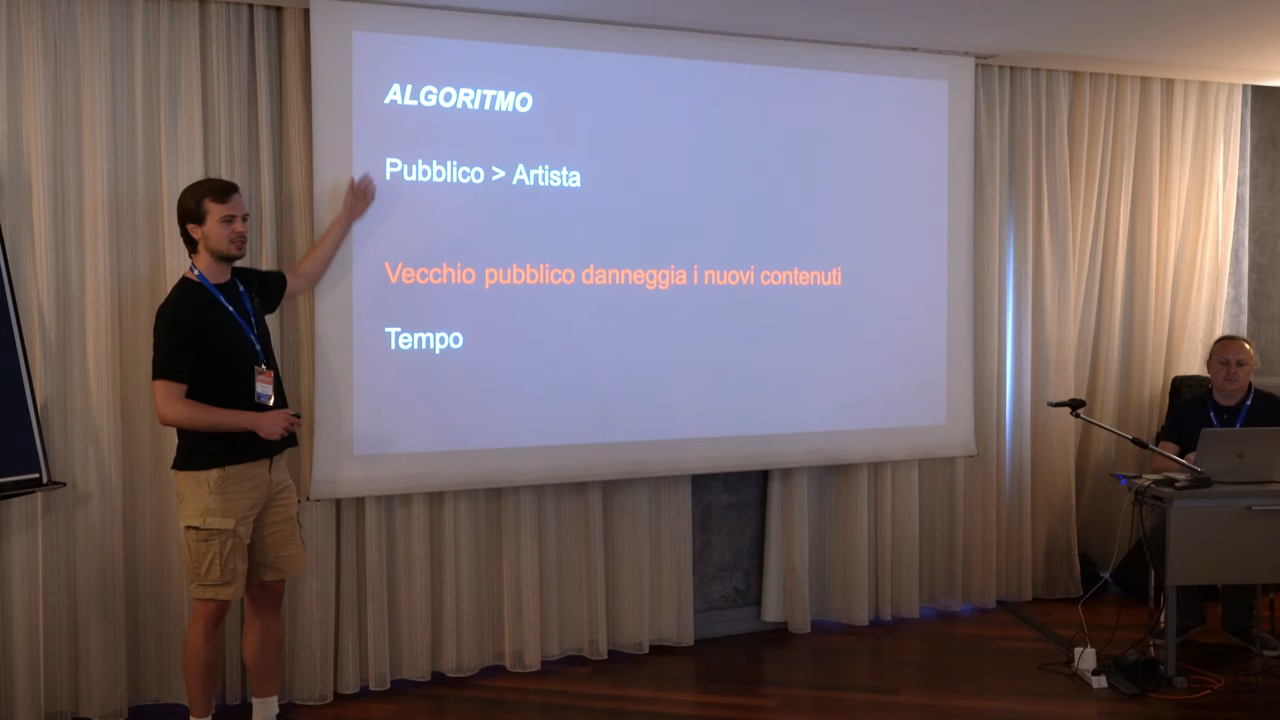 ALGORITMO
Pubblico > Artista
Vecchio pubblico danneggia i nuovi contenuti
Tempo